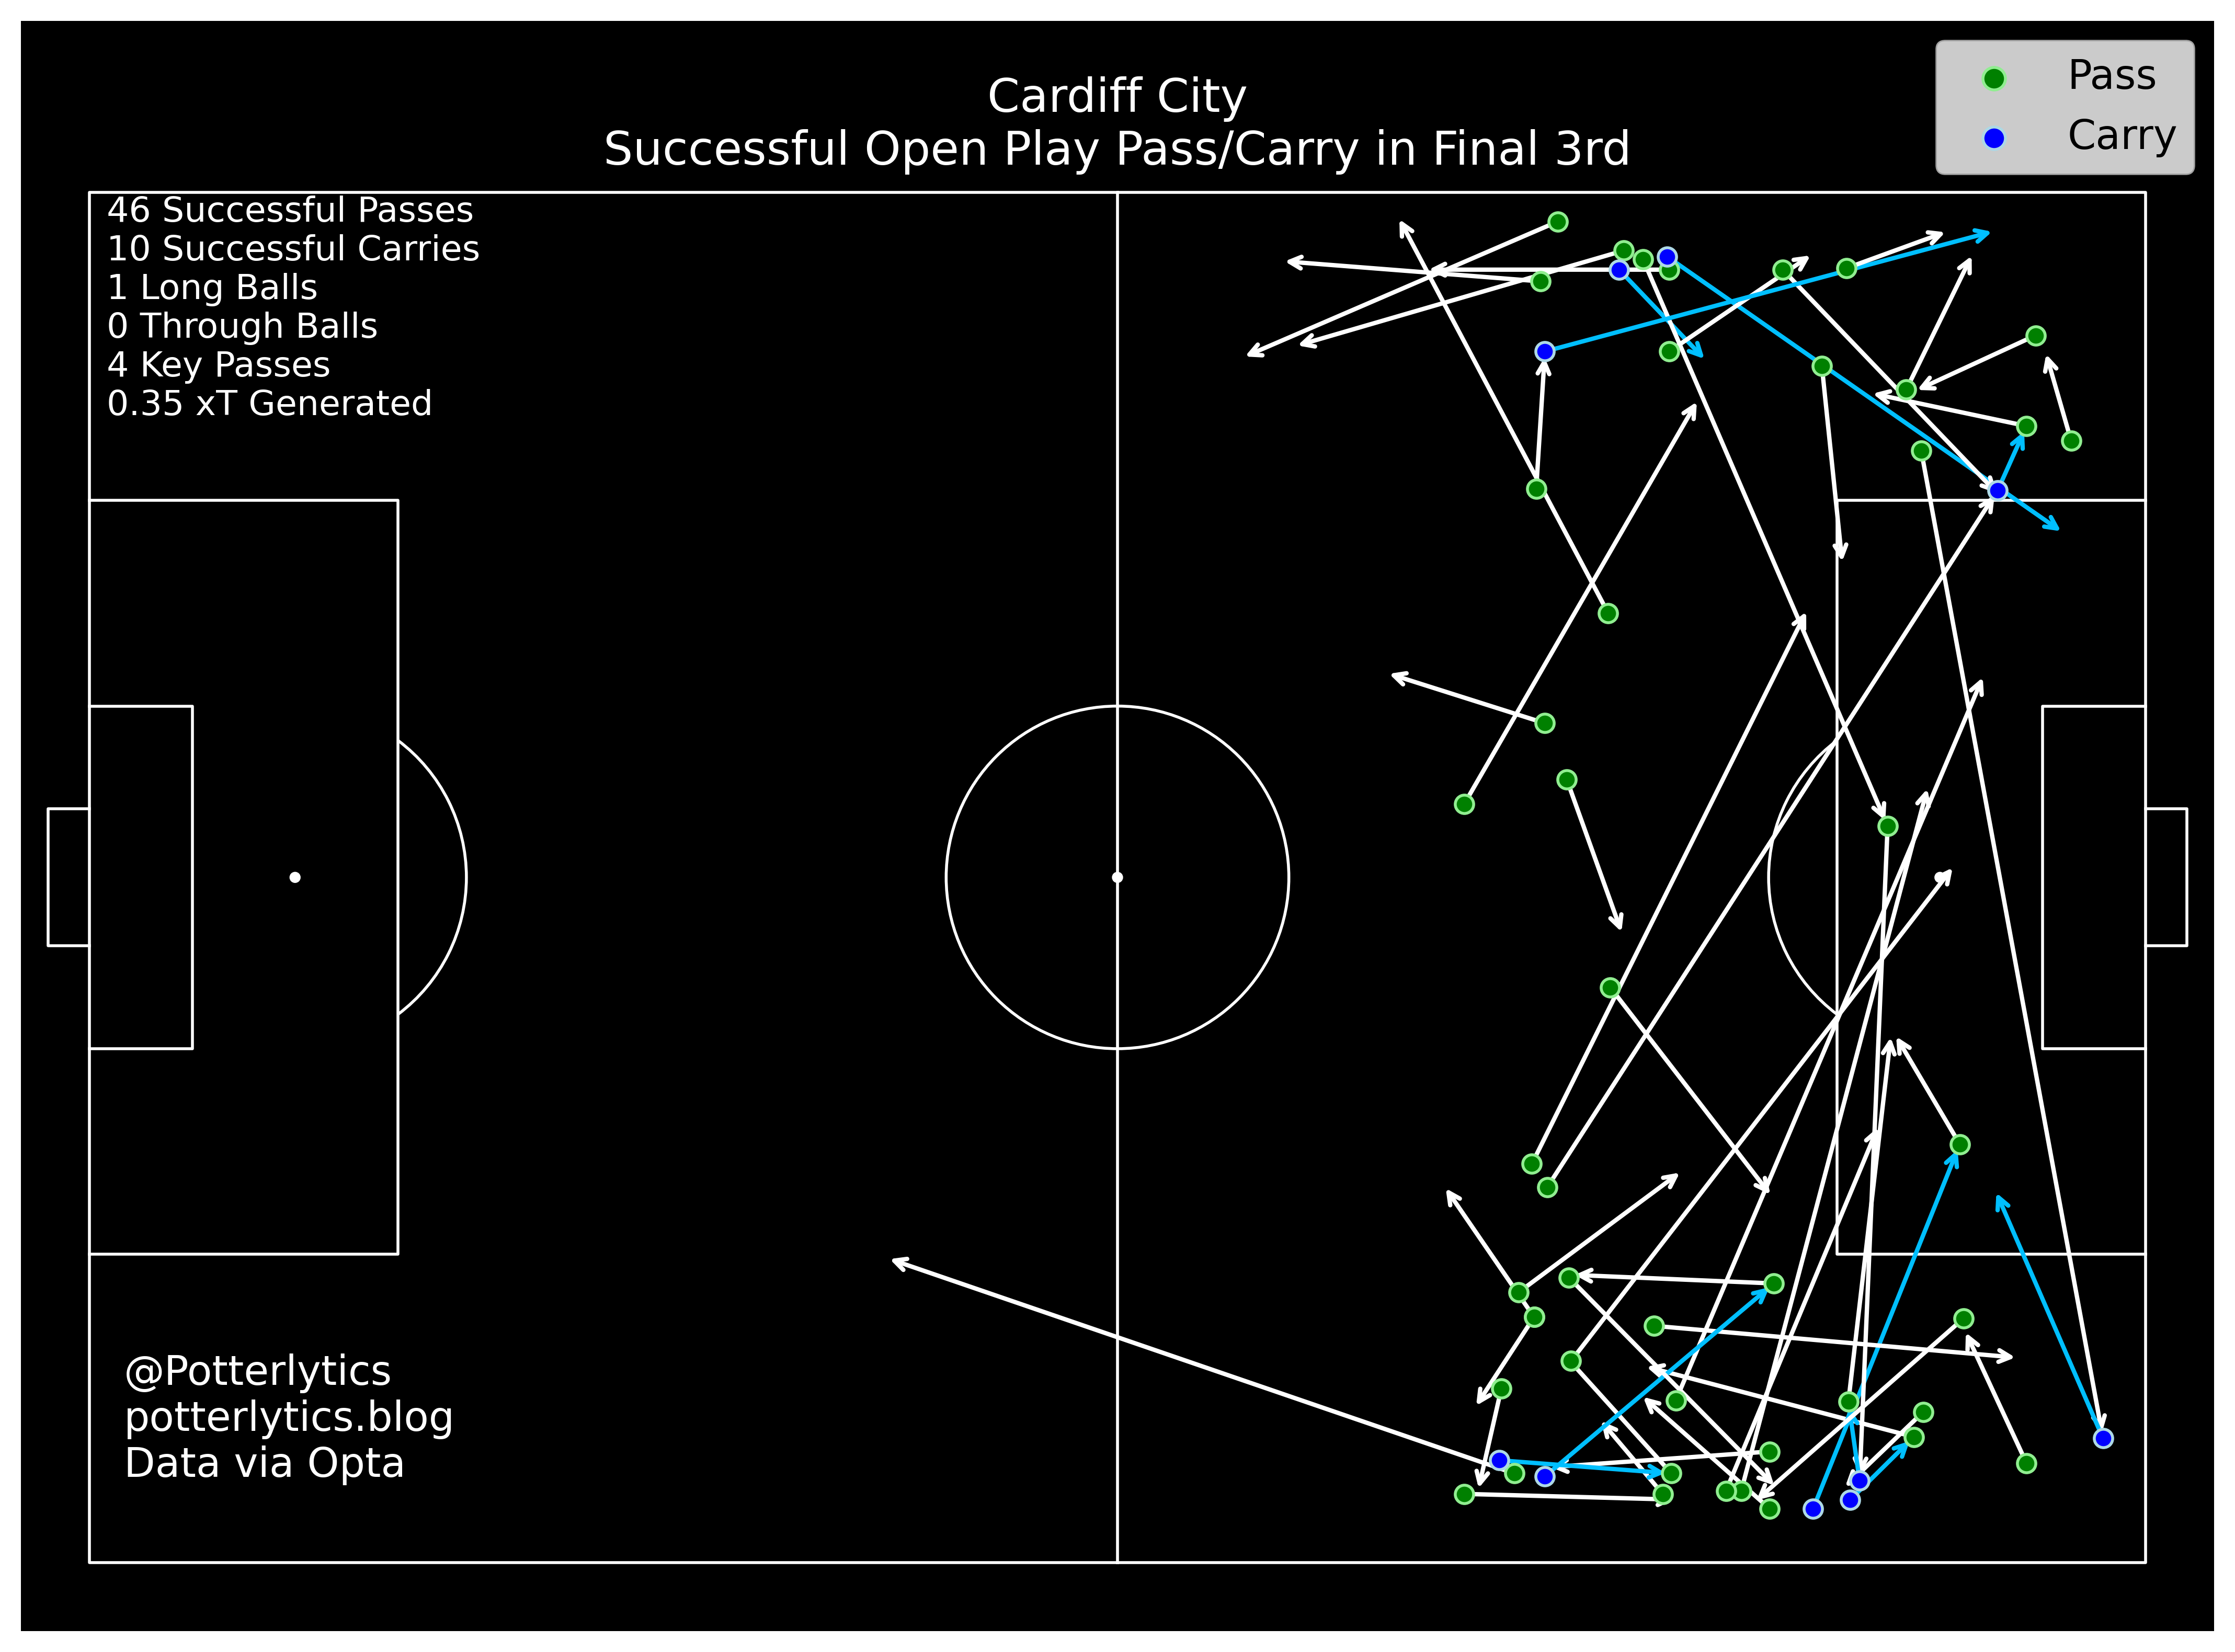 Cardiff City
Successful Open Play Pass/Carry in Final 3rd
Pass
Carry
46 Successful Passes
10 Successful Carries
1 Long Balls
0 Through Balls
4 Key Passes
0.35 xT Generated
@Potterlytics
potterlytics.blog
Data via Opta